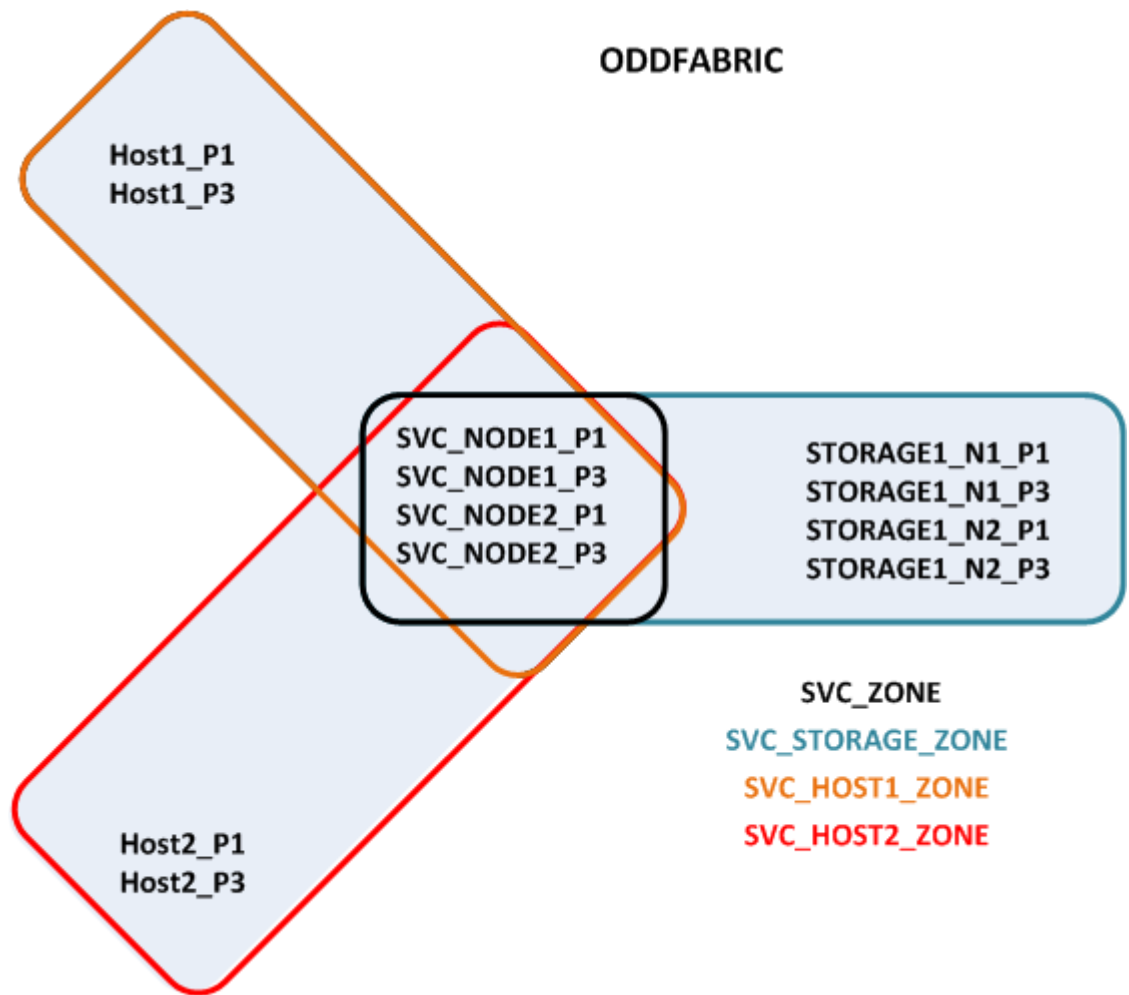 ODDFABRIC
Host1_P1
Host1_P3
SVC_NODE1_P1
SVC_NODE1_P3
SVC_NODE2_P1
SVC_NODE2_P3
STORAGE1_N1_P1
STORAGE1_N1_P3
STORAGE1_N2_P1
STORAGE1_N2_P3
SVC_ZONE
SVC_STORAGE_ZONE
SVC_HOST1_ZONE
SVC_HOST2_ZONE
Host2_P1
Host2_P3